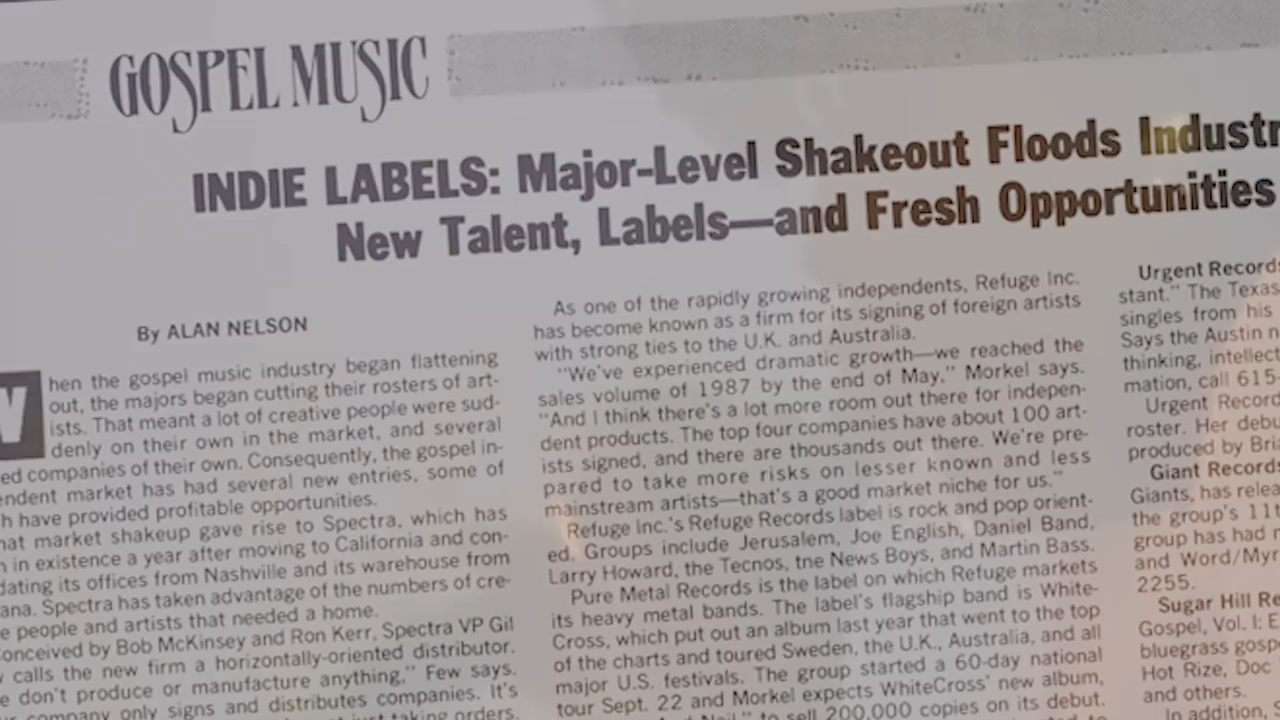 GOSPEL MUSIC
INDIE LABELS: Major-Level Shakeout Floods Industr
New Talent, Labels—and Fresh Opportunities
By ALAN NELSON
W
hen the gospel music industry began flattening
out, the majors began cutting their rosters of art-
ists. That meant a lot of creative people were sud-
denly on their own in the market, and several
ed companies of their own. Consequently, the gospel in-
endent market has had several new entries, some of
h have provided profitable opportunities.
hat market shakeup gave rise to Spectra, which has
n in existence a year after moving to California and con-
dating its offices from Nashville and its warehouse from
ana. Spectra has taken advantage of the numbers of cre-
e people and artists that needed a home.
Conceived by Bob McKinsey and Ron Kerr, Spectra VP Gil
calls the new firm a horizontally-oriented distributor.
e don't produce or manufacture anything," Few says.
company only signs and distributes companies. It's
just taking orders,
As one of the rapidly growing independents, Refuge Inc.
has become known as a firm for its signing of foreign artists
with strong ties to the U.K. and Australia.
"We've experienced dramatic growth—we reached the
sales volume of 1987 by the end of May," Morkel says.
"And I think there's a lot more room out there for indepen-
dent products. The top four companies have about 100 art-
ists signed, and there are thousands out there. We're pre-
pared to take more risks on lesser known and less
mainstream artists—that's a good market niche for us."
Refuge Inc.'s Refuge Records label is rock and pop orient-
ed. Groups include Jerusalem, Joe English, Daniel Band,
Larry Howard, the Tecnos, tne News Boys, and Martin Bass.
Pure Metal Records is the label on which Refuge markets
its heavy metal bands. The label's flagship band is White-
Cross, which put out an album last year that went to the top
of the charts and toured Sweden, the U.K., Australia, and all
major U.S. festivals. The group started a 60-day national
tour Sept. 22 and Morkel expects WhiteCross' new album,
Nail," to sell 200,000 copies on its debut.
Urgent Records
stant." The Texas
singles from his
Says the Austin n
thinking, intellect
mation, call 615-
Urgent Record
roster. Her debu
produced by Bria
Giant Records
Giants, has relea
the group's 11t
group has had r
and Word/Myr
2255.
Sugar Hill Re
Gospel, Vol. I: E
bluegrass gosp
Hot Rize, Doc
and others.
In addition, S